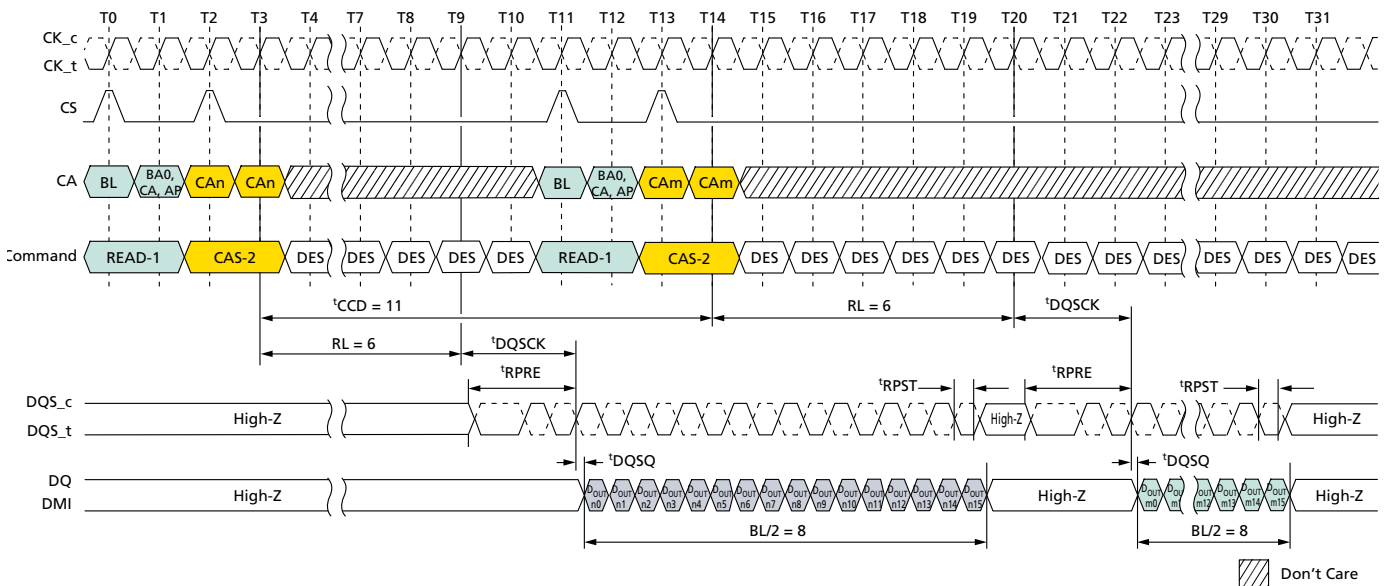 T0 T1 T2 T3 T4 T7 T8 T9 T10 T11 T12 T13 T14 T15 T16 T17 T18 T19 T20 T21 T22 T23 T29 T30 T31
CK_c
CK_t
CS
CA BL BA0, CA, AP CAn CAn BL BA0, CA, AP CAm CAm
Command READ-1 CAS-2 DES DES DES DES DES READ-1 CAS-2 DES DES DES DES DES DES DES DES DES DES DES DES
tCCD = 11 RL = 6 tDQSCK
RL = 6 tDQSCK
tRPRE tRPST tRPRE tRPST
DQS_c
DQS_t
High-Z High-Z High-Z
tDQSQ tDQSQ
DQ
DMI
High-Z DOUT n0 DOUT n1 DOUT n2 DOUT n3 DOUT n4 DOUT n5 DOUT n6 DOUT n7 DOUT n8 DOUT n9 DOUT n10 DOUT n11 DOUT n12 DOUT n13 DOUT n14 DOUT n15 High-Z DOUT m0 DOUT m12 DOUT m13 DOUT m14 DOUT m15 High-Z
BL/2 = 8 BL/2 = 8
Don't Care